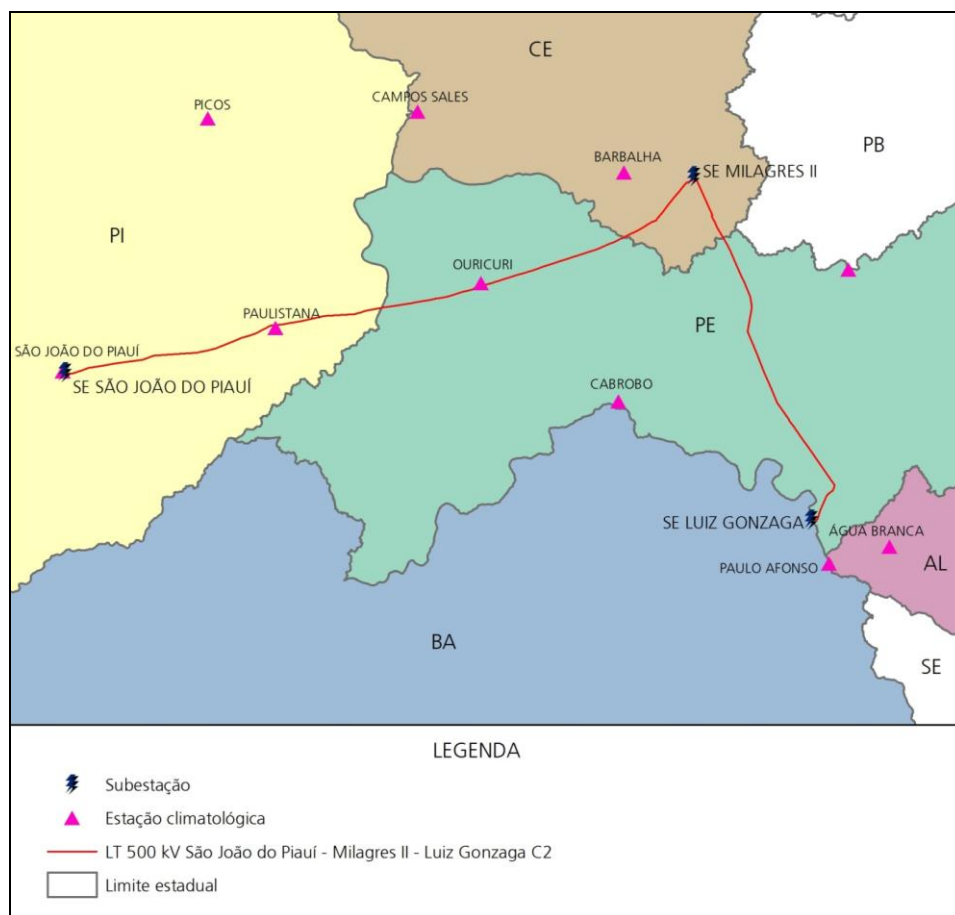 CE
CAMPOS SALES
PICOS
PB
BARBALHA
SE MILAGRES II
PI
OURICURI
PAULISTANA
PE
SÃO JOÃO DO PIAUÍ
SE SÃO JOÃO DO PIAUÍ
CABROBO
SE LUIZ GONZAGA
ÁGUA BRANCA
PAULO AFONSO
AL
BA
SE
LEGENDA
Subestação
Estação climatológica
LT 500 kV São João do Piauí - Milagres II - Luiz Gonzaga C2
Limite estadual